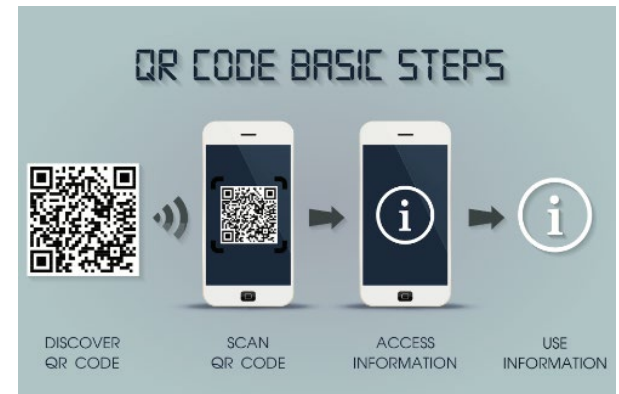 QR CODE BASIC STEPS
DISCOVER
QR CODE
SCAN
QR CODE
ACCESS
INFORMATION
USE
INFORMATION